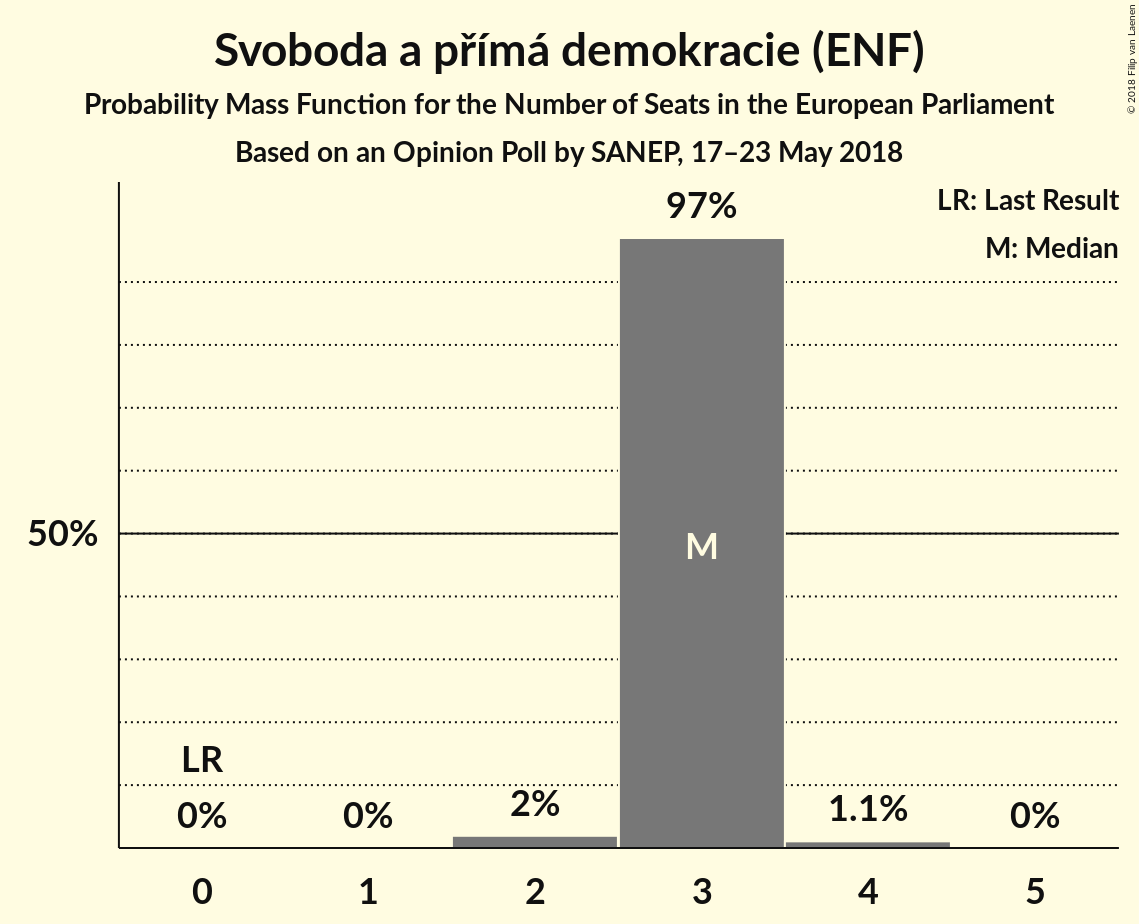 Svoboda a přímá demokracie (ENF)
Probability Mass Function for the Number of Seats in the European Parliament
Based on an Opinion Poll by SANEP, 17–23 May 2018
© 2018 Filip van Laenen
LR: Last Result
M: Median
97%
50%
M
LR
0%
0%
2%
1.1%
0%
0
1
2
3
4
5